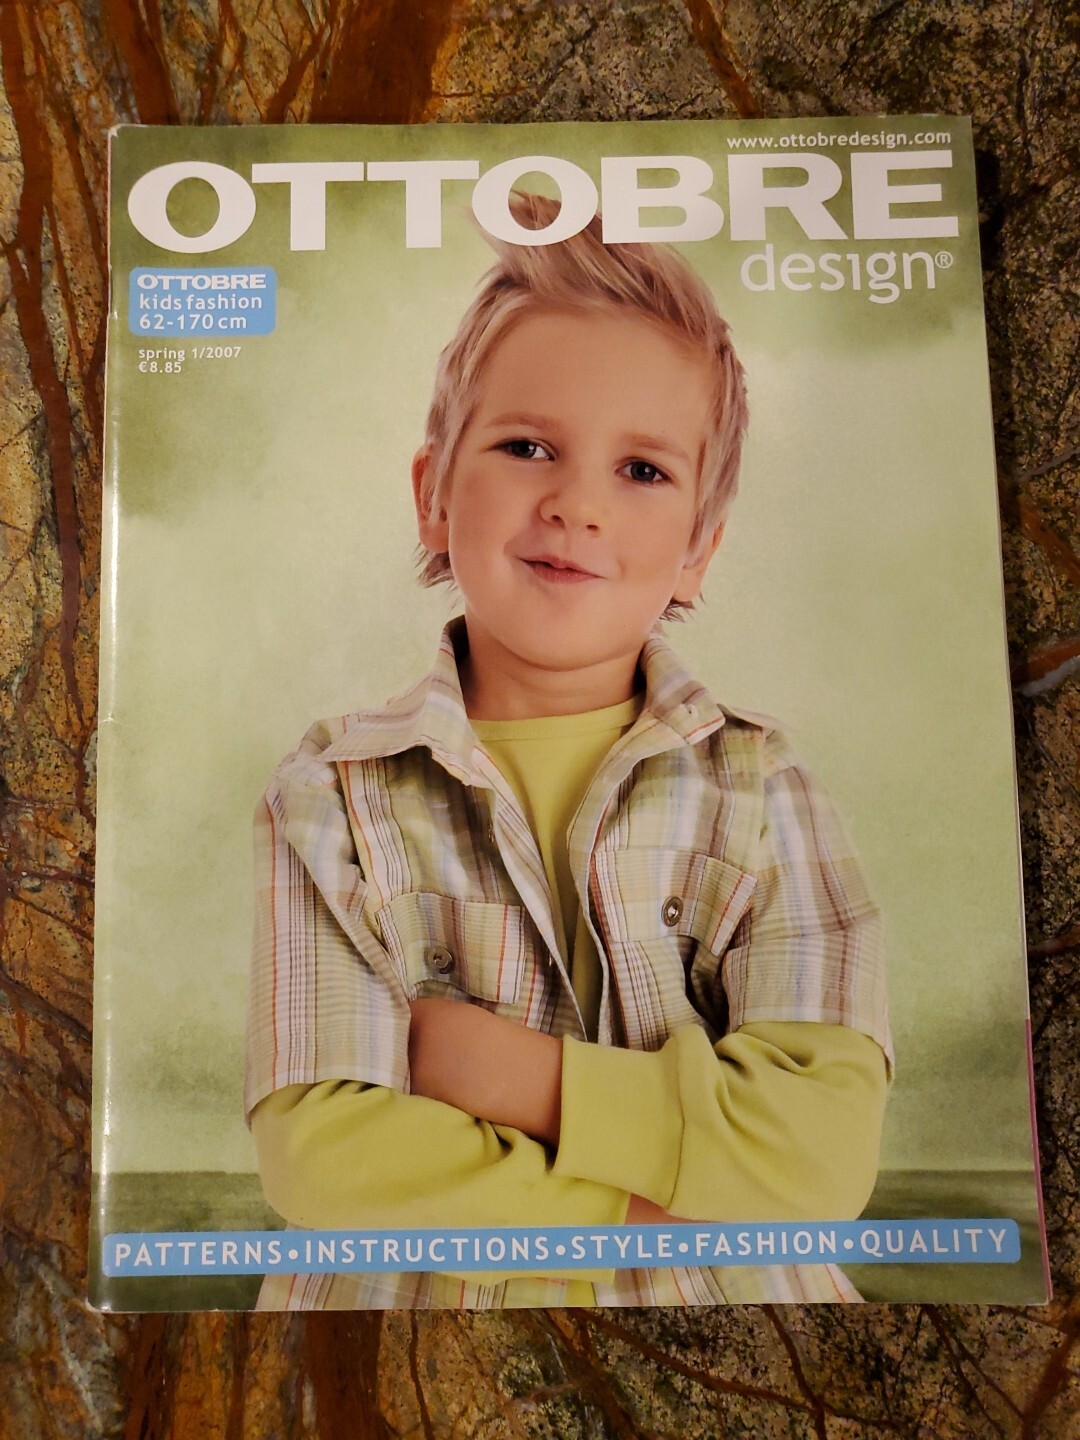 www.ottobredesign.com
OTTOBRE
design®
OTTOBRE
kids fashion
62-170 cm
spring 1/2007
€8.85
PATTERNS•INSTRUCTIONS•STYLE•FASHION•QUALITY